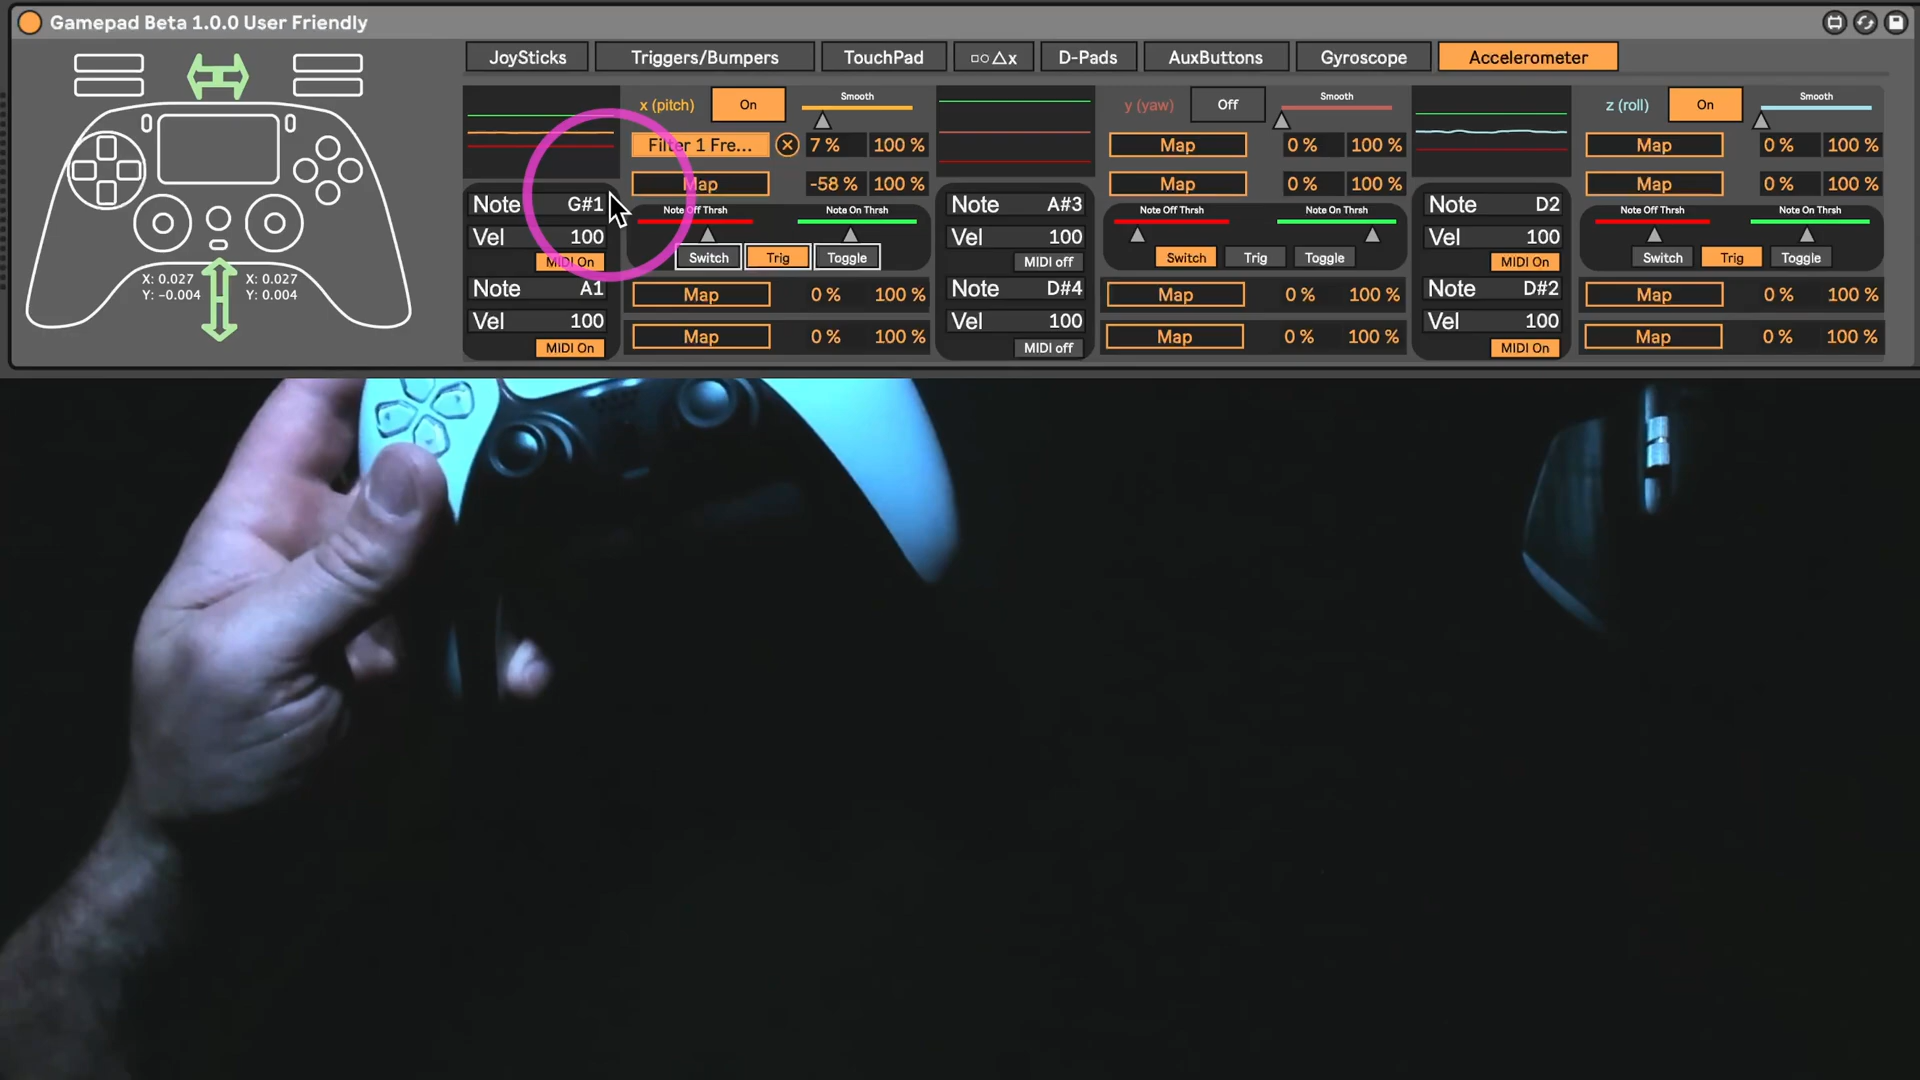 Gamepad Beta 1.0.0 User Friendly
JoySticks Triggers/Bumpers TouchPad □○△x D-Pads AuxButtons Gyroscope Accelerometer
x (pitch) On Smooth y (yaw) Off Smooth z (roll) On Smooth
Filter 1 Fre... 7 % 100 % Map 0 % 100 % Map 0 % 100 %
Map -58 % 100 % Map 0 % 100 % Map 0 % 100 %
Note G#1 Note Off Thrsh Note On Thrsh Note A#3 Note Off Thrsh Note On Thrsh Note D2 Note Off Thrsh Note On Thrsh
Vel 100 Vel 100 Vel 100
MIDI On Switch Trig Toggle MIDI off Switch Trig Toggle MIDI On Switch Trig Toggle
X: 0.027 X: 0.027
Y: -0.004 Y: 0.004
Note A1 Map 0 % 100 % Note D#4 Map 0 % 100 % Note D#2 Map 0 % 100 %
Vel 100 Map 0 % 100 % Vel 100 Map 0 % 100 % Vel 100 Map 0 % 100 %
MIDI On MIDI off MIDI On